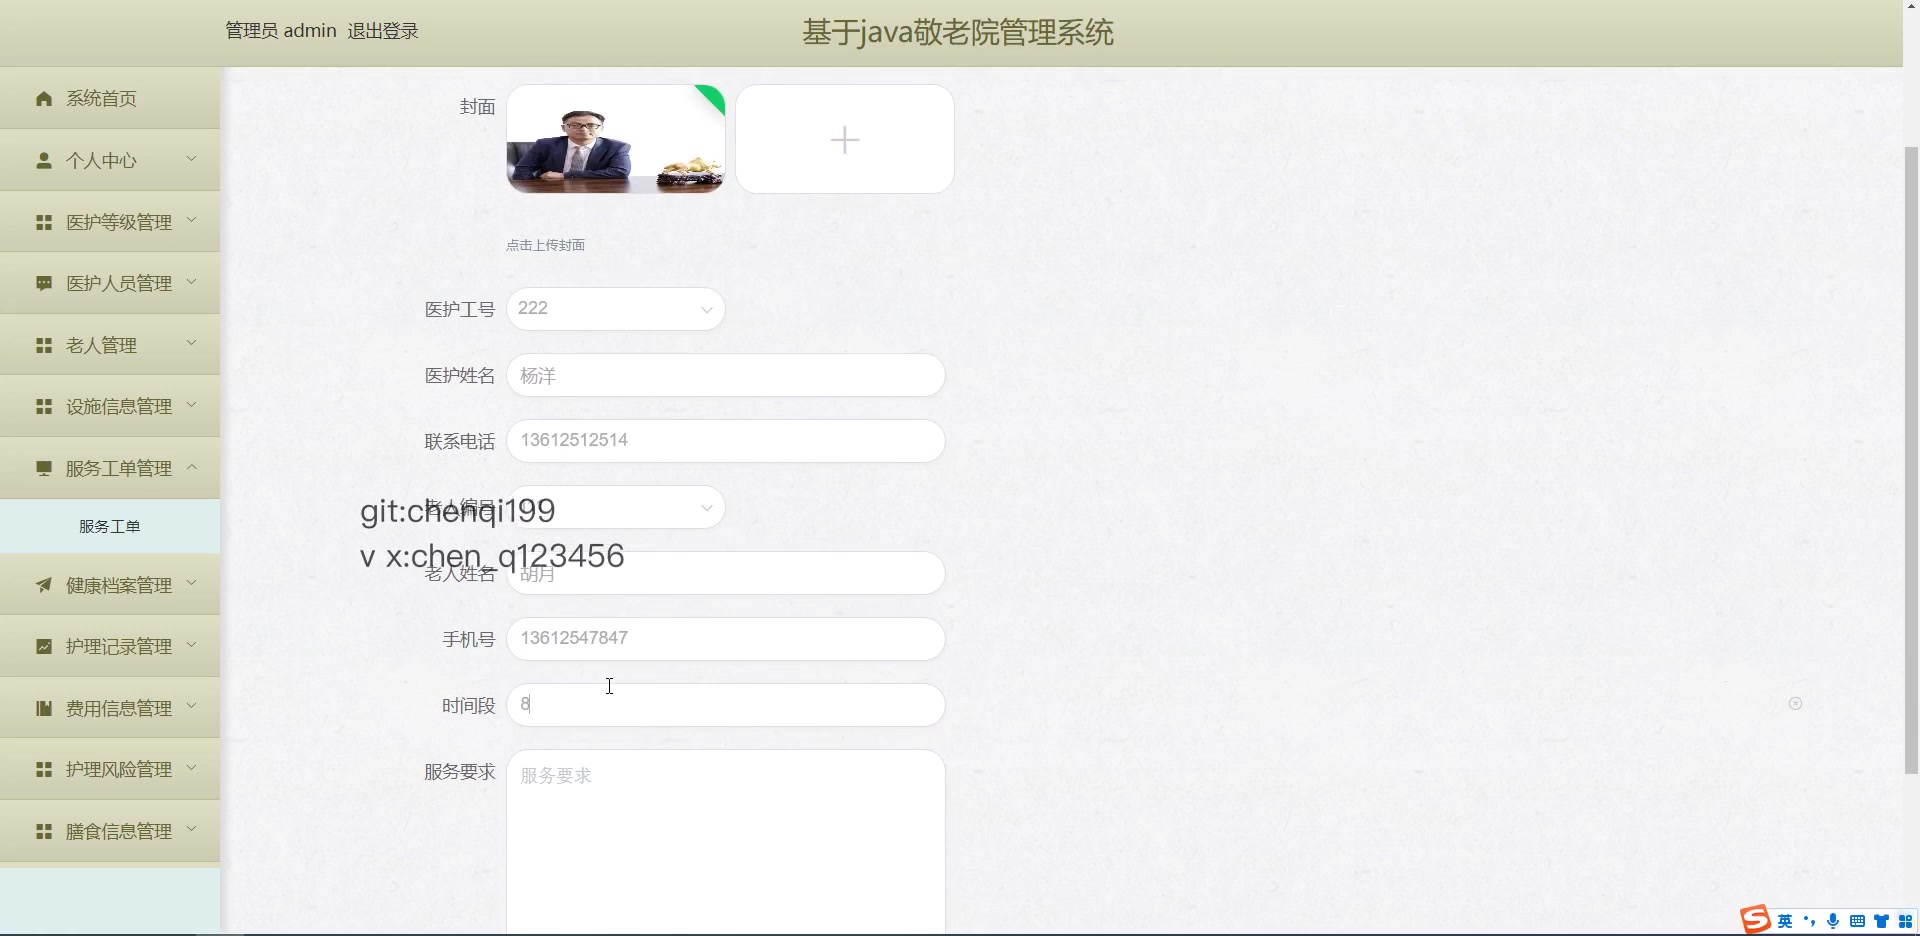 管理员 admin 退出登录
基于java敬老院管理系统
系统首页
个人中心
医护等级管理
医护人员管理
老人管理
设施信息管理
服务工单管理
服务工单
健康档案管理
护理记录管理
费用信息管理
护理风险管理
膳食信息管理
封面
点击上传封面
医护工号
222
医护姓名
杨洋
联系电话
13612512514
老人编号
git:chenqi199
v x:chen_q123456
老人姓名
胡月
手机号
13612547847
时间段
8
服务要求
服务要求
英